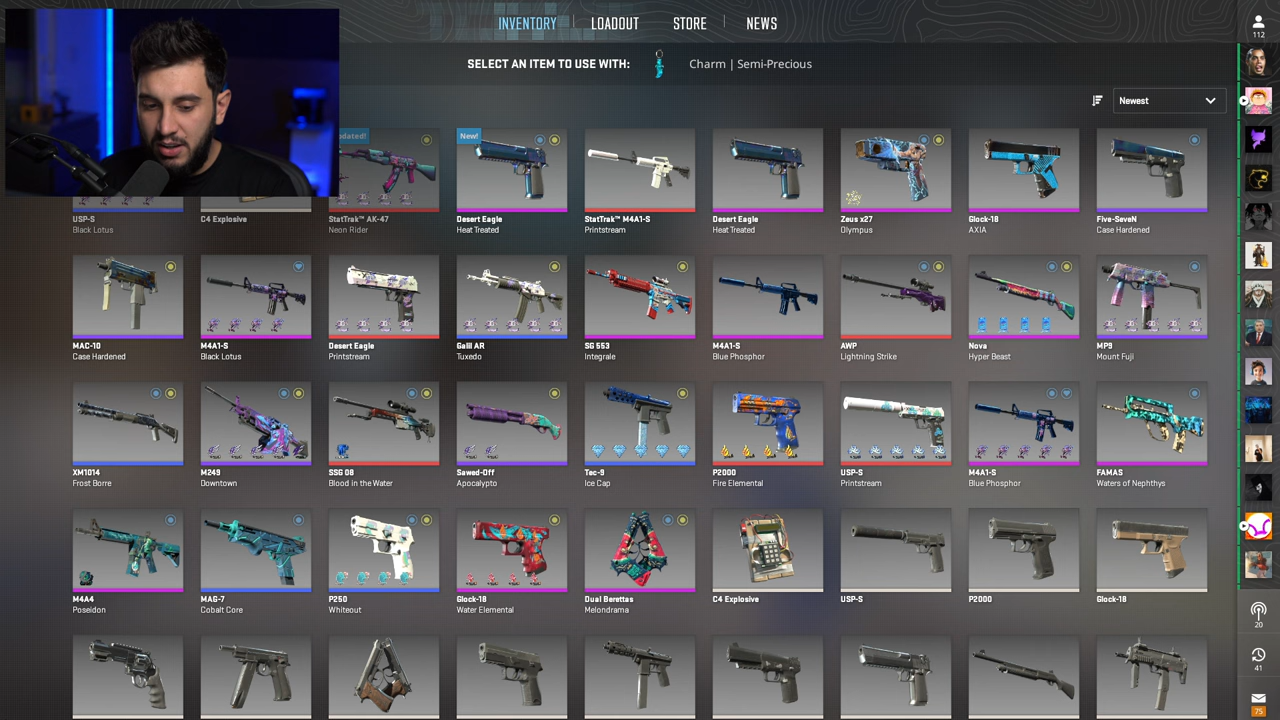 INVENTORY
LOADOUT
STORE
NEWS
112
SELECT AN ITEM TO USE WITH:
Charm | Semi-Precious
Newest
pdated!
New!
USP-S
Black Lotus
C4 Explosive
StatTrak™ AK-47
Neon Rider
Desert Eagle
Heat Treated
StatTrak™ M4A1-S
Printstream
Desert Eagle
Heat Treated
Zeus x27
Olympus
Glock-18
AXIA
Five-SeveN
Case Hardened
MAC-10
Case Hardened
M4A1-S
Black Lotus
Desert Eagle
Printstream
Galil AR
Tuxedo
SG 553
Integrale
M4A1-S
Blue Phosphor
AWP
Lightning Strike
Nova
Hyper Beast
MP9
Mount Fuji
XM1014
Frost Borre
M249
Downtown
SSG 08
Blood in the Water
Sawed-Off
Apocalypto
Tec-9
Ice Cap
P2000
Fire Elemental
USP-S
Printstream
M4A1-S
Blue Phosphor
FAMAS
Waters of Nephthys
M4A4
Poseidon
MAG-7
Cobalt Core
P250
Whiteout
Glock-18
Water Elemental
Dual Berettas
Melondrama
C4 Explosive
USP-S
P2000
Glock-18
20
41
75